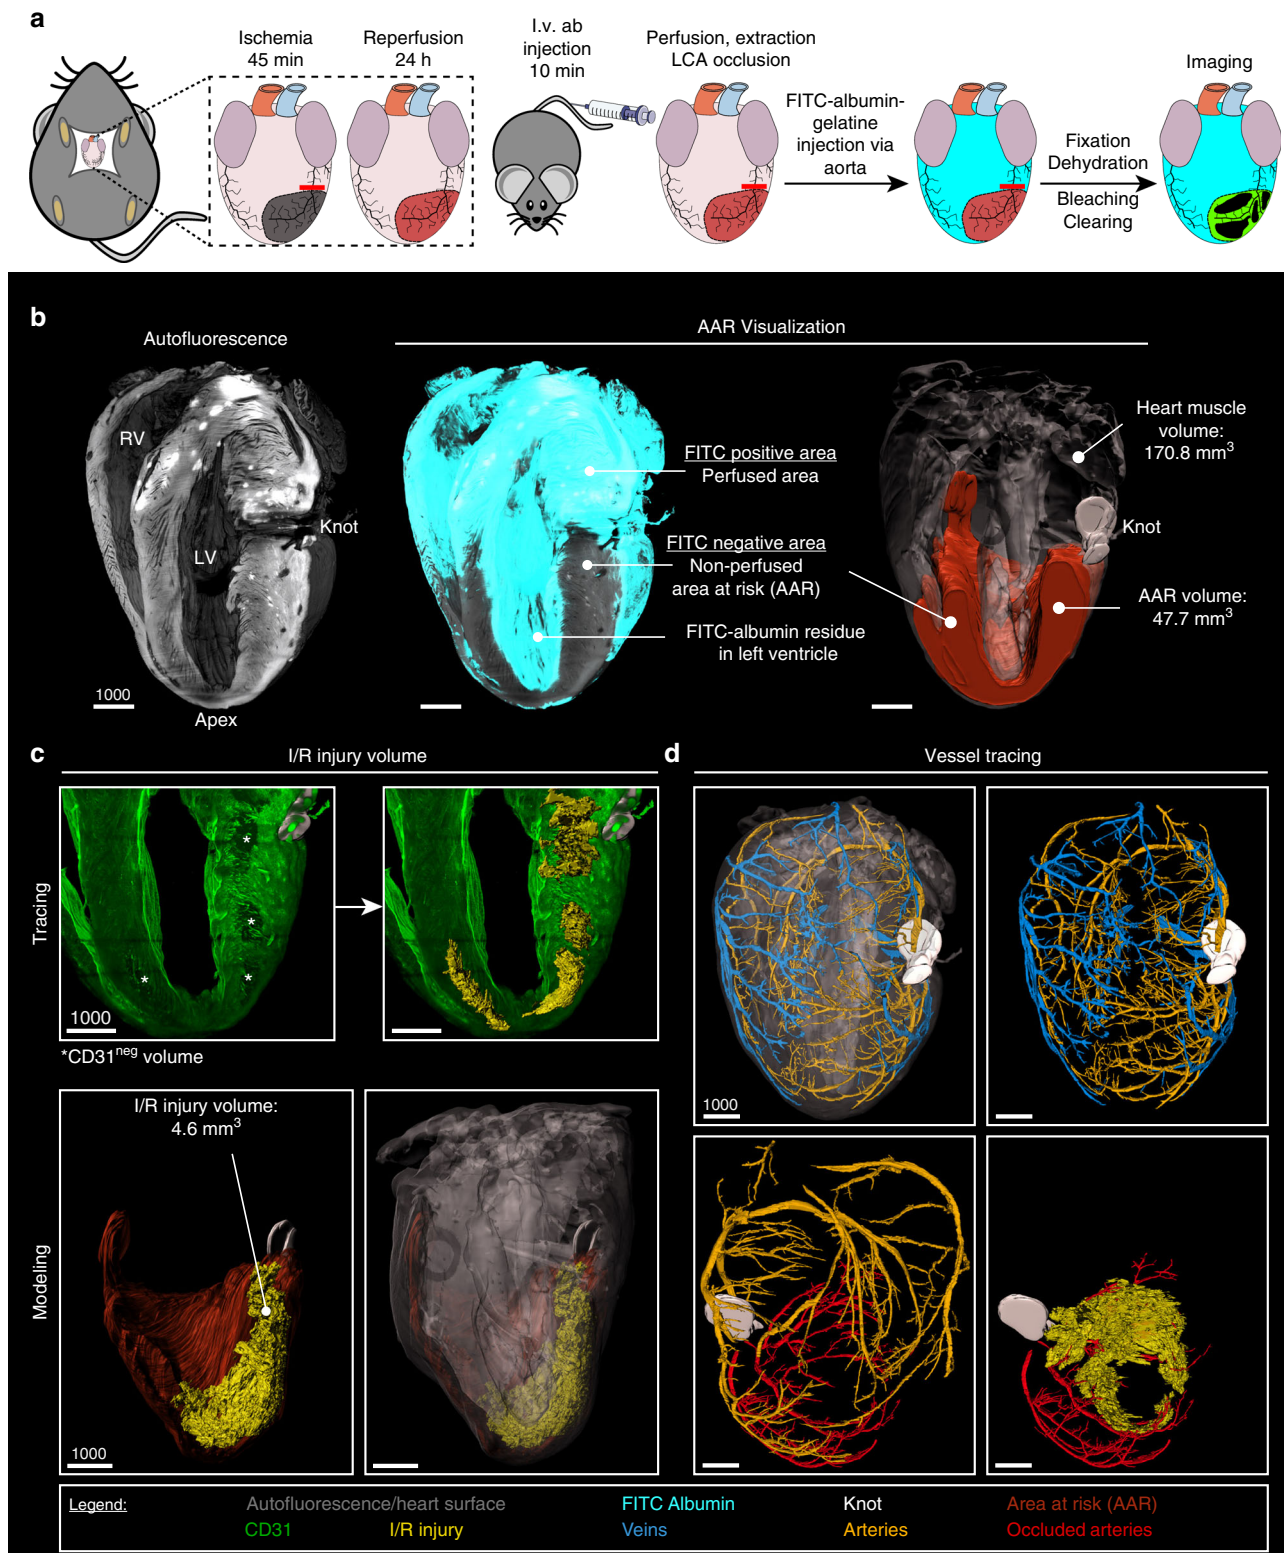 a
Ischemia
45 min
Reperfusion
24 h
I.v. ab
injection
10 min
Perfusion, extraction
LCA occlusion
FITC-albumin-
gelatine
injection via
aorta
Fixation
Dehydration
Bleaching
Clearing
Imaging
b
Autofluorescence
AAR Visualization
RV
LV
Knot
1000
Apex
FITC positive area
Perfused area
FITC negative area
Non-perfused
area at risk (AAR)
FITC-albumin residue
in left ventricle
Heart muscle
volume:
170.8 mm³
Knot
AAR volume:
47.7 mm³
c
I/R injury volume
Tracing
*
*
*
*
1000
*CD31ⁿᵉᵍ volume
Modeling
I/R injury volume:
4.6 mm³
1000
d
Vessel tracing
1000
Legend:
Autofluorescence/heart surface
FITC Albumin
Knot
Area at risk (AAR)
CD31
I/R injury
Veins
Arteries
Occluded arteries